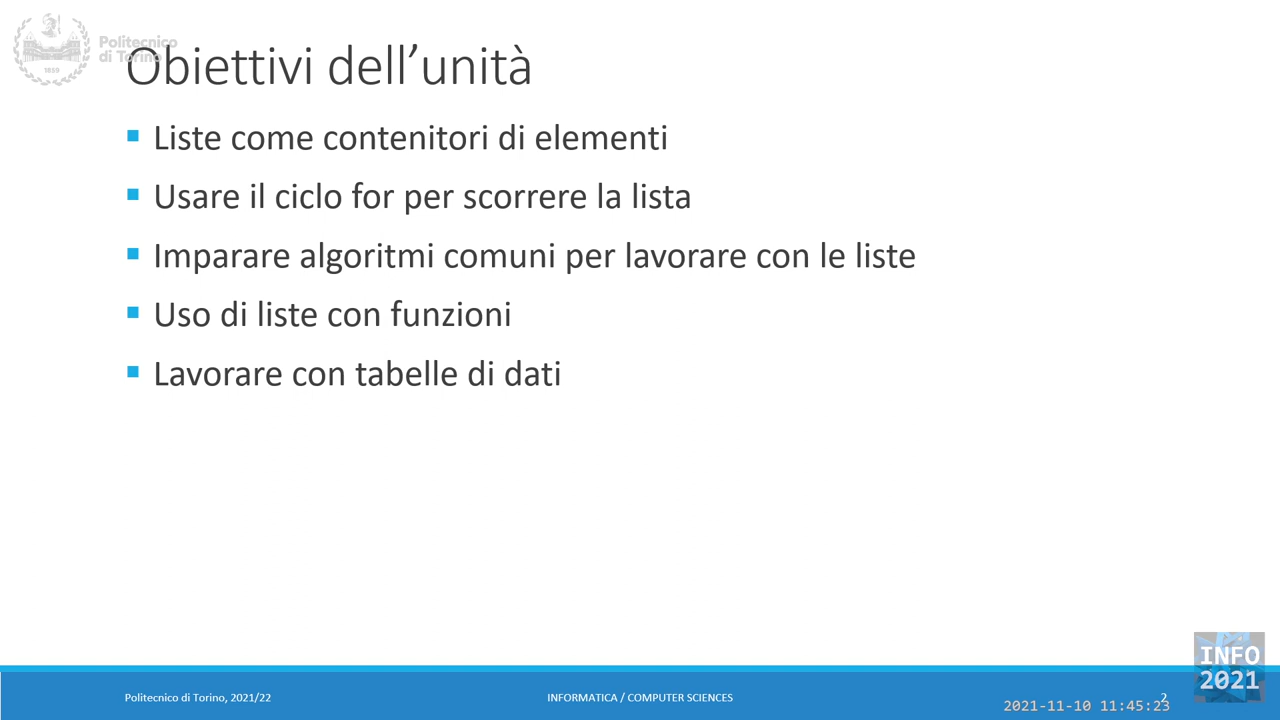 Politecnico
di Torino
1859
Obiettivi dell’unità
Liste come contenitori di elementi
Usare il ciclo for per scorrere la lista
Imparare algoritmi comuni per lavorare con le liste
Uso di liste con funzioni
Lavorare con tabelle di dati
INFO
2021
Politecnico di Torino, 2021/22
INFORMATICA / COMPUTER SCIENCES
2
2021-11-10 11:45:23